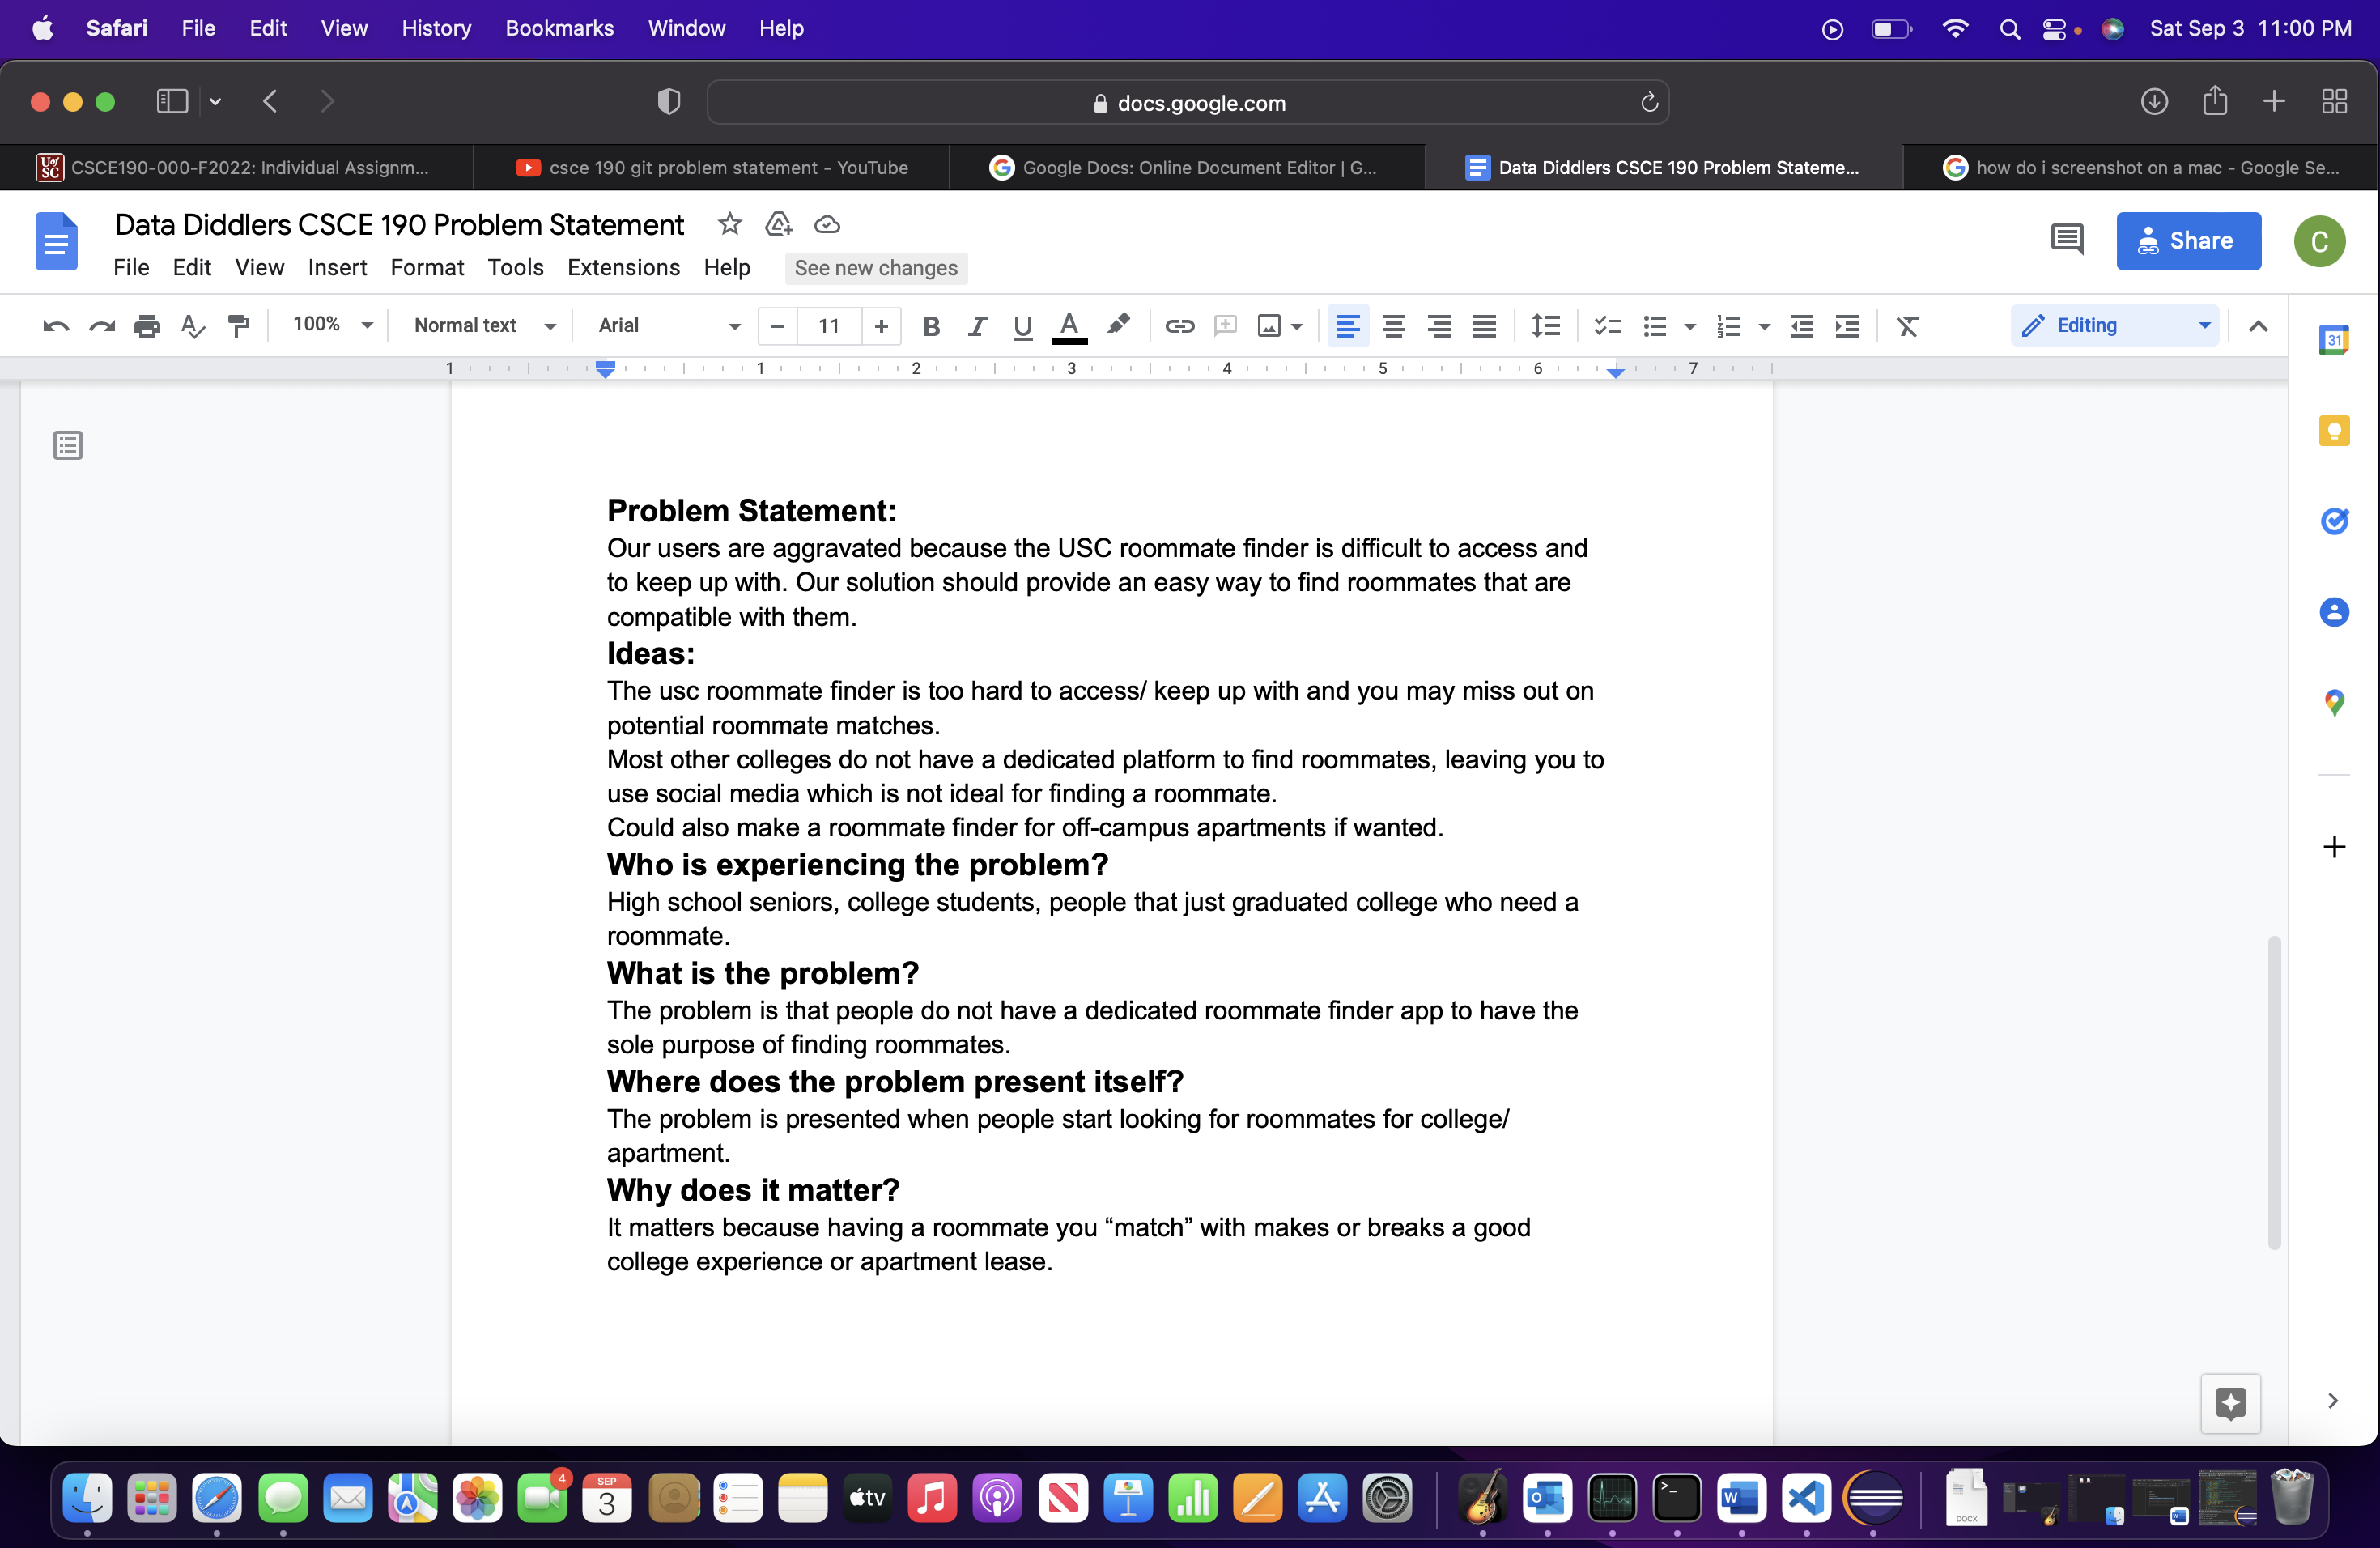 Safari File Edit View History Bookmarks Window Help Sat Sep 3 11:00 PM
docs.google.com
CSCE190-000-F2022: Individual Assignm... csce 190 git problem statement - YouTube Google Docs: Online Document Editor | G... Data Diddlers CSCE 190 Problem Stateme... how do i screenshot on a mac - Google Se...
Data Diddlers CSCE 190 Problem Statement
Share
C
File Edit View Insert Format Tools Extensions Help See new changes
100% Normal text Arial 11 B I U A Editing
1 1 2 3 4 5 6 7
31
Problem Statement:
Our users are aggravated because the USC roommate finder is difficult to access and
to keep up with. Our solution should provide an easy way to find roommates that are
compatible with them.
Ideas:
The usc roommate finder is too hard to access/ keep up with and you may miss out on
potential roommate matches.
Most other colleges do not have a dedicated platform to find roommates, leaving you to
use social media which is not ideal for finding a roommate.
Could also make a roommate finder for off-campus apartments if wanted.
Who is experiencing the problem?
High school seniors, college students, people that just graduated college who need a
roommate.
What is the problem?
The problem is that people do not have a dedicated roommate finder app to have the
sole purpose of finding roommates.
Where does the problem present itself?
The problem is presented when people start looking for roommates for college/
apartment.
Why does it matter?
It matters because having a roommate you “match” with makes or breaks a good
college experience or apartment lease.
4
SEP
3
tv
DOCX